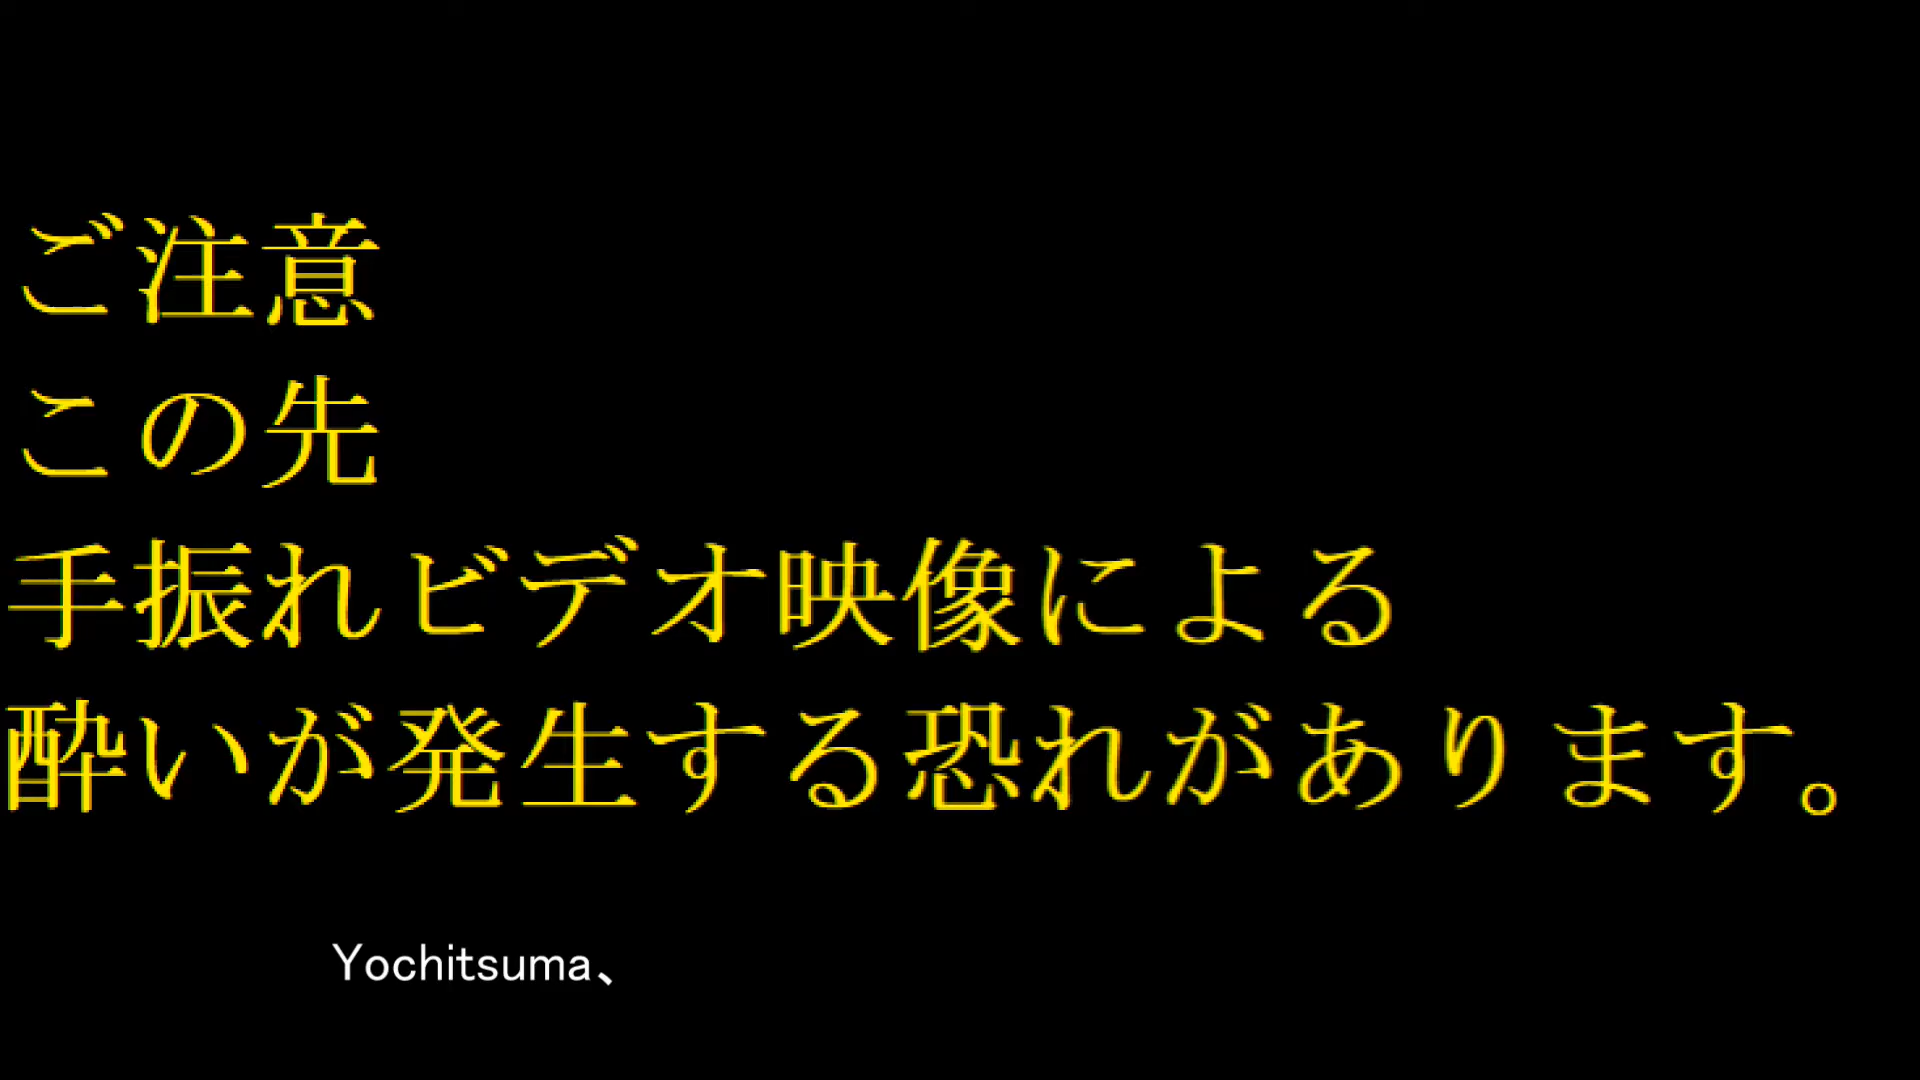 ご注意
この先
手振れビデオ映像による
酔いが発生する恐れがあります。
Yochitsuma、